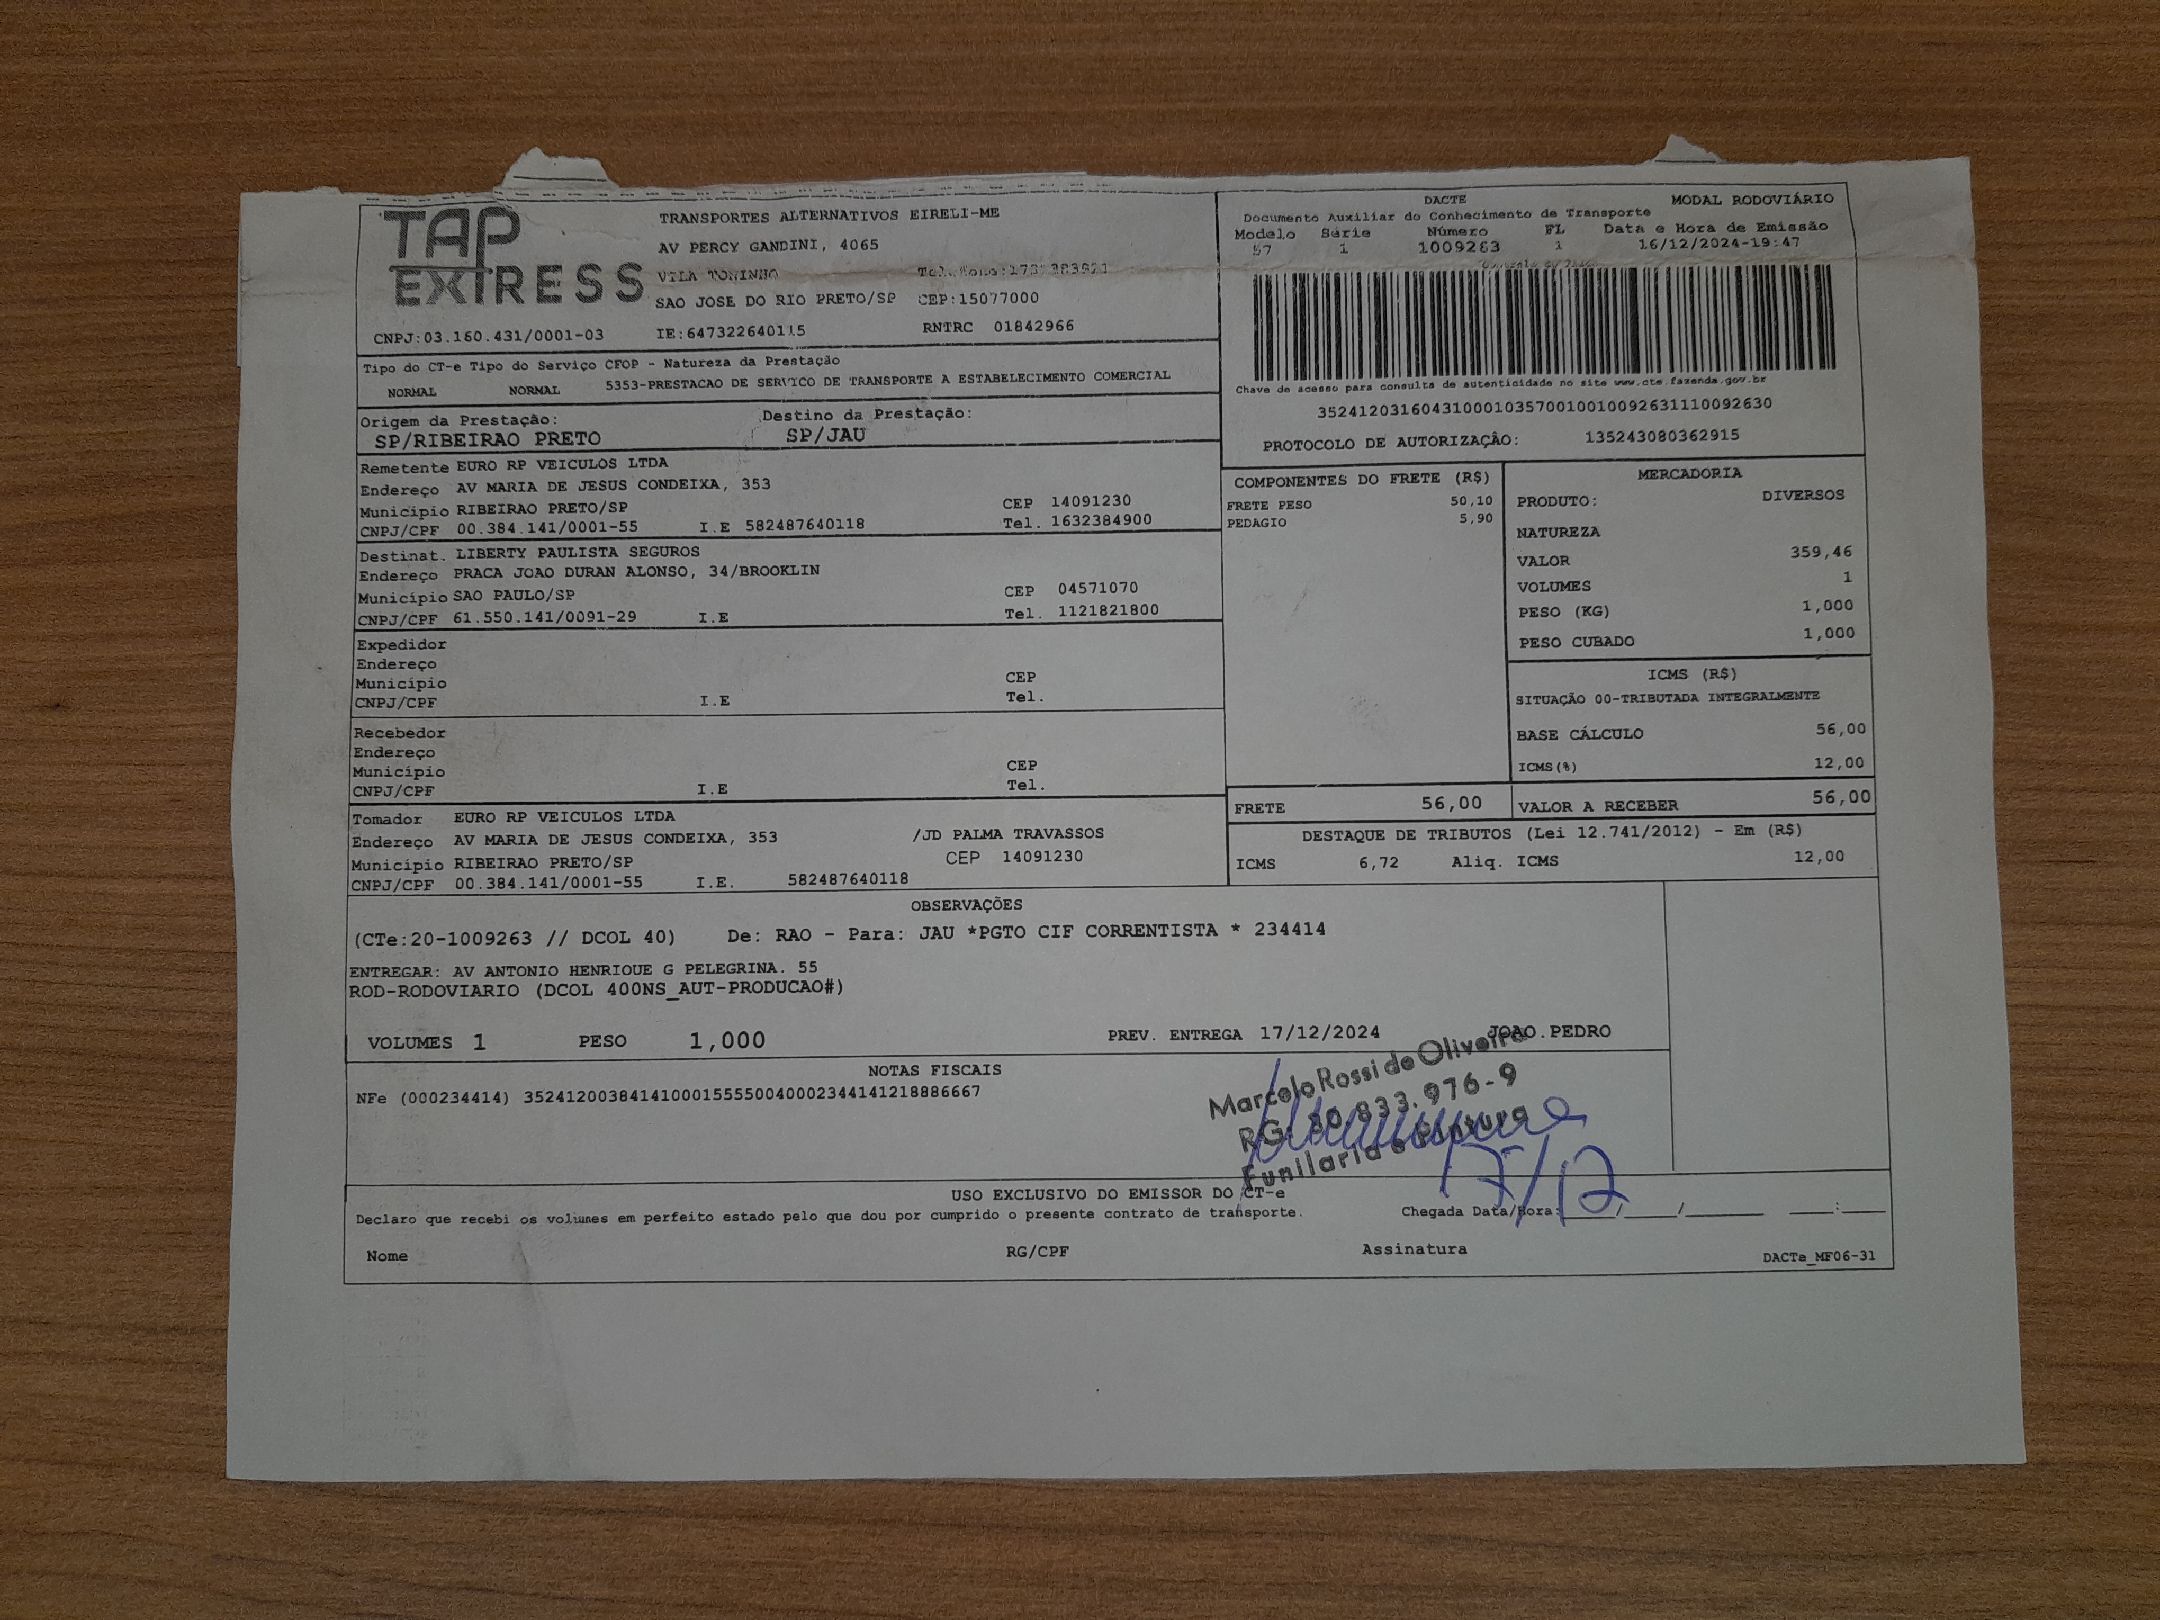 TAP
EXPRESS
TRANSPORTES ALTERNATIVOS EIRELI-ME
AV PERCY GANDINI, 4065
VILA TONINHO
SAO JOSE DO RIO PRETO/SP CEP:15077000
CNPJ:03.160.431/0001-03 IE:647322640115 RNTRC 01842966
DACTE MODAL RODOVIÁRIO
Documento Auxiliar do Conhecimento de Transporte
Modelo Série Número FL Data e Hora de Emissão
57 1 1009263 1 16/12/2024-19:47
Chave de acesso para consulta de autenticidade no site www.cte.fazenda.gov.br
35241203160431000103570010010092631110092630
PROTOCOLO DE AUTORIZAÇÃO: 135243080362915
Tipo do CT-e Tipo do Serviço CFOP - Natureza da Prestação
NORMAL NORMAL 5353-PRESTACAO DE SERVICO DE TRANSPORTE A ESTABELECIMENTO COMERCIAL
Origem da Prestação: Destino da Prestação:
SP/RIBEIRAO PRETO SP/JAU
Remetente EURO RP VEICULOS LTDA
Endereço AV MARIA DE JESUS CONDEIXA, 353
Município RIBEIRAO PRETO/SP CEP 14091230
CNPJ/CPF 00.384.141/0001-55 I.E 582487640118 Tel. 1632384900
Destinat. LIBERTY PAULISTA SEGUROS
Endereço PRACA JOAO DURAN ALONSO, 34/BROOKLIN
Município SAO PAULO/SP CEP 04571070
CNPJ/CPF 61.550.141/0091-29 I.E Tel. 1121821800
Expedidor
Endereço
Município CEP
CNPJ/CPF I.E Tel.
Recebedor
Endereço
Município CEP
CNPJ/CPF I.E Tel.
Tomador EURO RP VEICULOS LTDA
Endereço AV MARIA DE JESUS CONDEIXA, 353 /JD PALMA TRAVASSOS
Município RIBEIRAO PRETO/SP CEP 14091230
CNPJ/CPF 00.384.141/0001-55 I.E. 582487640118
COMPONENTES DO FRETE (R$)
FRETE PESO 50,10
PEDAGIO 5,90
MERCADORIA
PRODUTO: DIVERSOS
NATUREZA
VALOR 359,46
VOLUMES 1
PESO (KG) 1,000
PESO CUBADO 1,000
ICMS (R$)
SITUAÇÃO 00-TRIBUTADA INTEGRALMENTE
BASE CÁLCULO 56,00
ICMS(%) 12,00
FRETE 56,00 VALOR A RECEBER 56,00
DESTAQUE DE TRIBUTOS (Lei 12.741/2012) - Em (R$)
ICMS 6,72 Aliq. ICMS 12,00
OBSERVAÇÕES
(CTe:20-1009263 // DCOL 40) De: RAO - Para: JAU *PGTO CIF CORRENTISTA * 234414
ENTREGAR: AV ANTONIO HENRIQUE G PELEGRINA. 55
ROD-RODOVIARIO (DCOL 400NS_AUT-PRODUCAO#)
VOLUMES 1 PESO 1,000 PREV. ENTREGA 17/12/2024 JOAO.PEDRO
NOTAS FISCAIS
NFe (000234414) 35241200384141000155550040002344141218886667
Marcelo Rossi de Oliveira
RG: 20.833.976-9
Funilaria e Pintura
17/12
USO EXCLUSIVO DO EMISSOR DO CT-e
Declaro que recebi os volumes em perfeito estado pelo que dou por cumprido o presente contrato de transporte. Chegada Data/Hora: / / :
Nome RG/CPF Assinatura DACTe_MF06-31